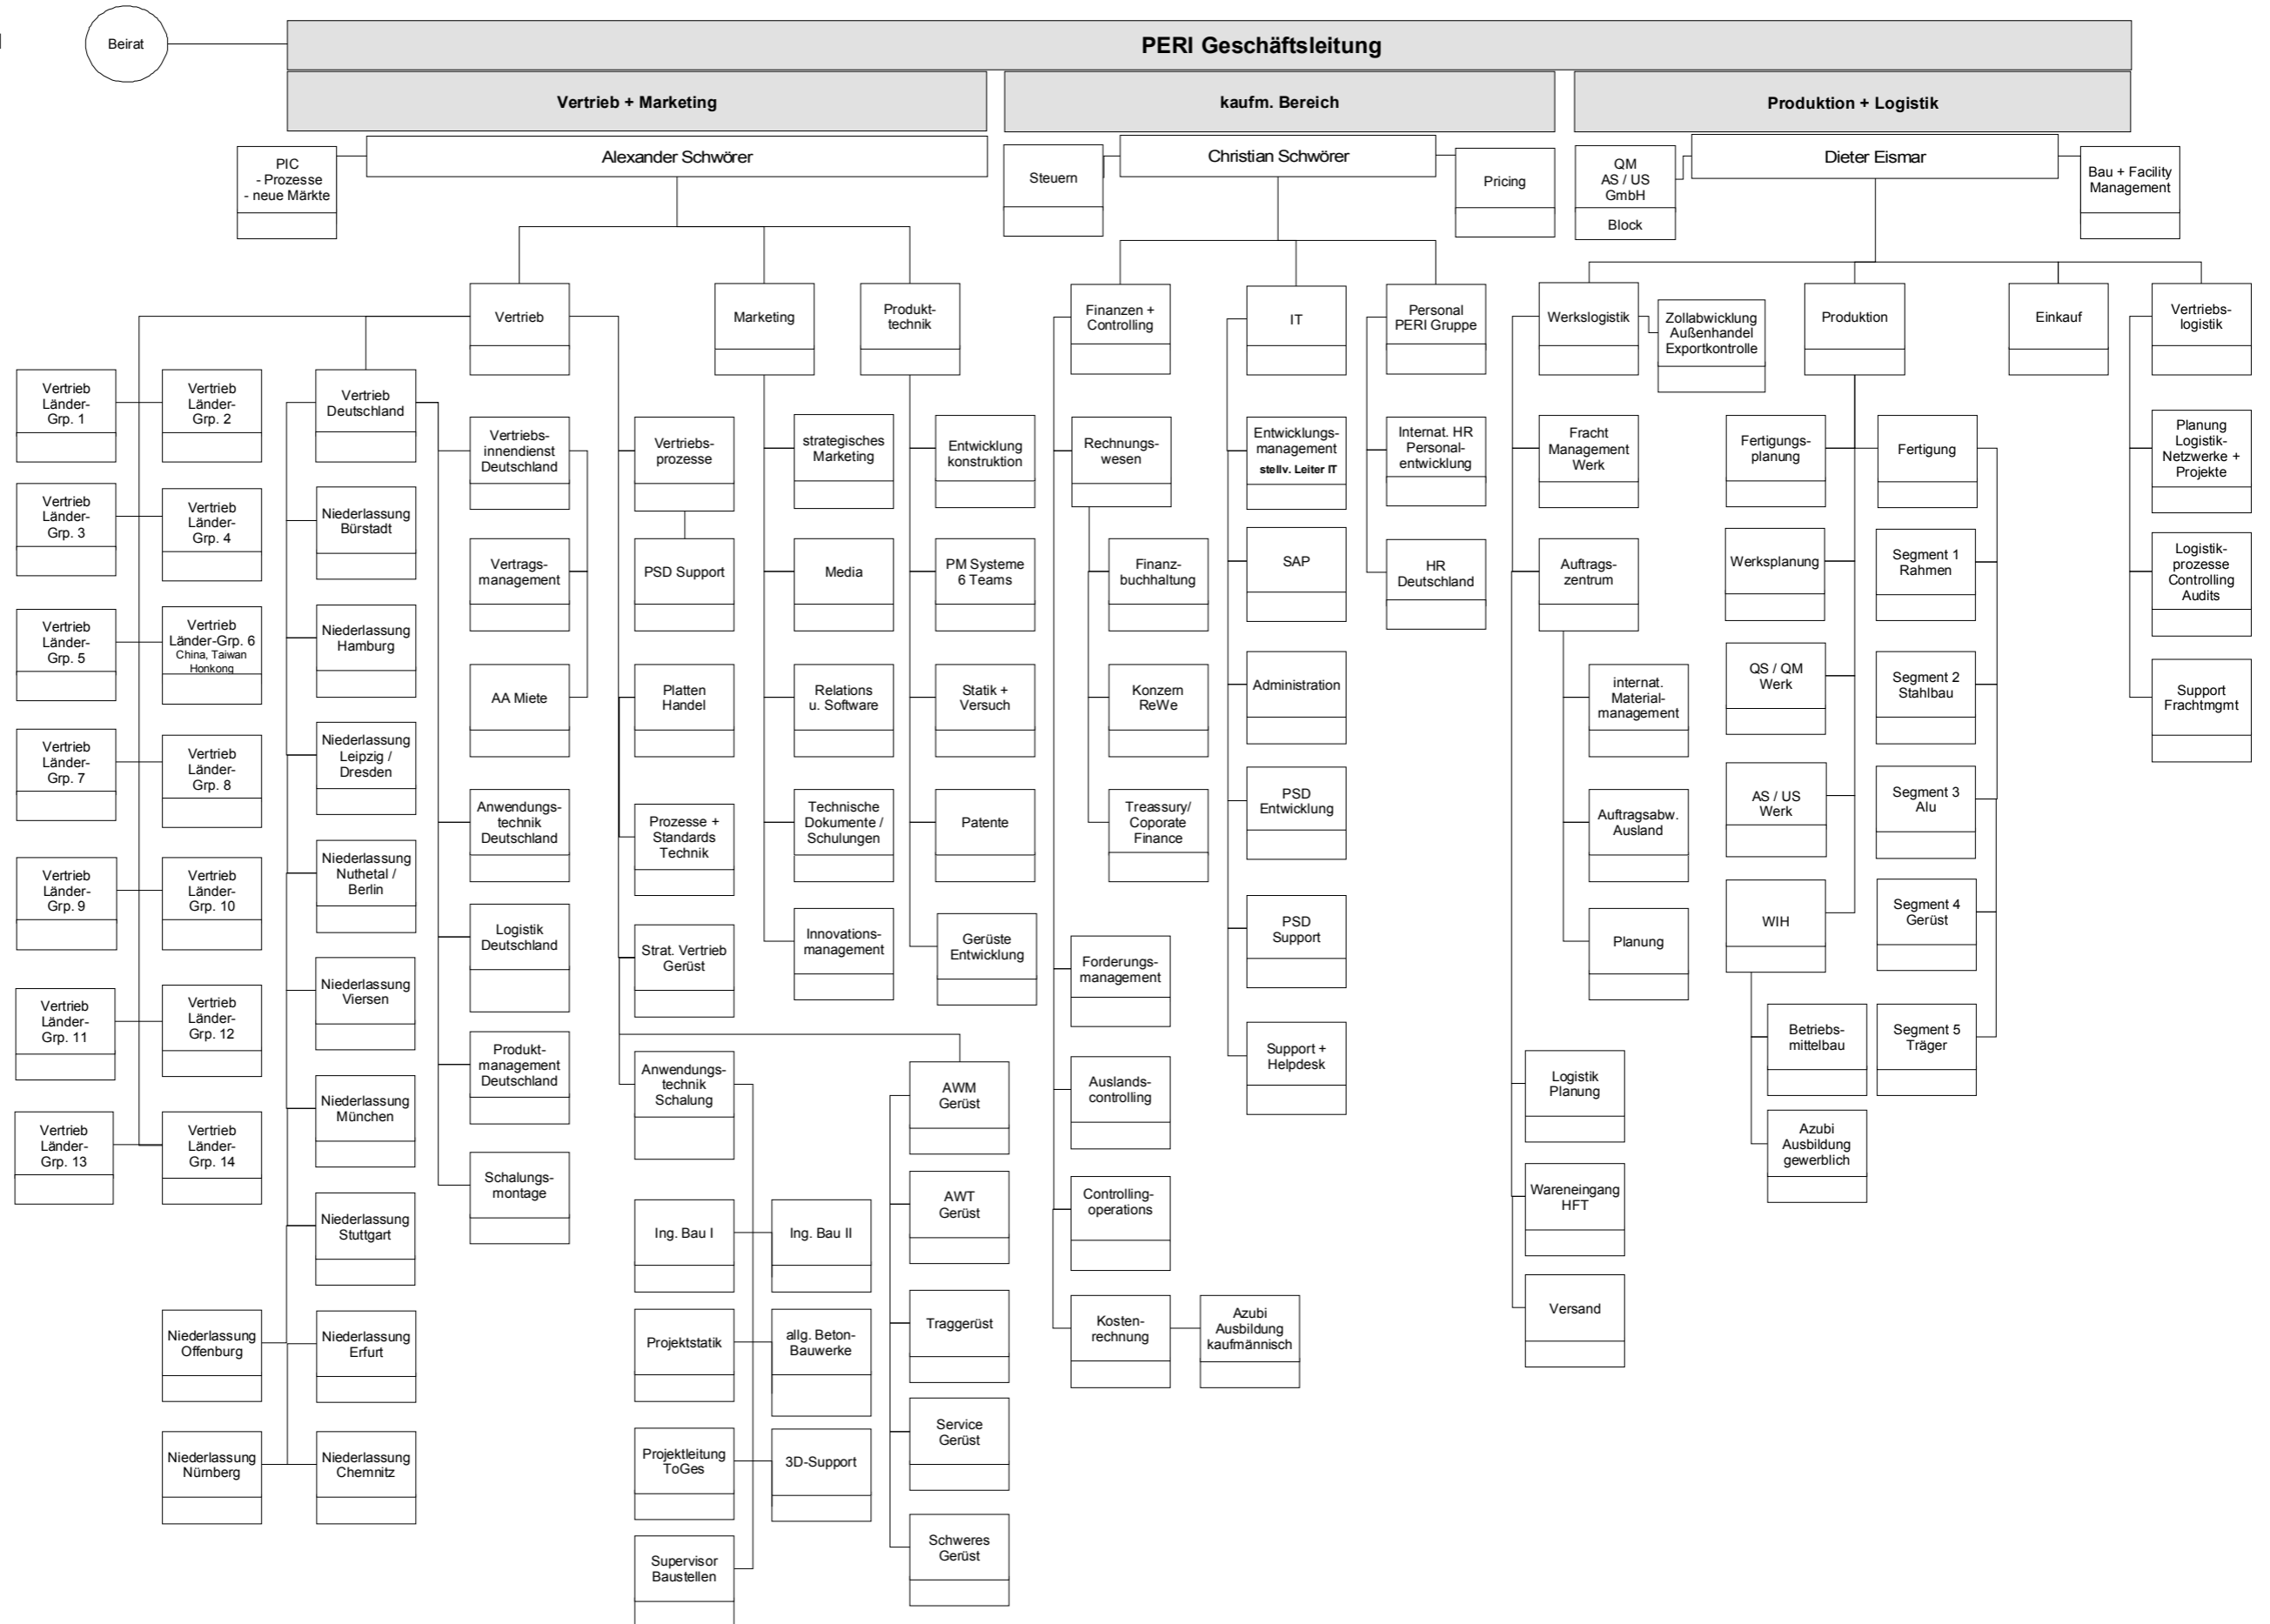 Beirat
PERI Geschäftsleitung
Vertrieb + Marketing
kaufm. Bereich
Produktion + Logistik
PIC
- Prozesse
- neue Märkte
Alexander Schwörer
Steuern
Christian Schwörer
Pricing
QM
AS / US
GmbH
Block
Dieter Eismar
Bau + Facility
Management
Vertrieb
Marketing
Produkt-
technik
Finanzen +
Controlling
IT
Personal
PERI Gruppe
Werkslogistik
Zollabwicklung
Außenhandel
Exportkontrolle
Produktion
Einkauf
Vertriebs-
logistik
Vertrieb
Länder-
Grp. 1
Vertrieb
Länder-
Grp. 2
Vertrieb
Länder-
Grp. 3
Vertrieb
Länder-
Grp. 4
Vertrieb
Länder-
Grp. 5
Vertrieb
Länder-Grp. 6
China, Taiwan
Honkong
Vertrieb
Länder-
Grp. 7
Vertrieb
Länder-
Grp. 8
Vertrieb
Länder-
Grp. 9
Vertrieb
Länder-
Grp. 10
Vertrieb
Länder-
Grp. 11
Vertrieb
Länder-
Grp. 12
Vertrieb
Länder-
Grp. 13
Vertrieb
Länder-
Grp. 14
Vertrieb
Deutschland
Niederlassung
Bürstadt
Niederlassung
Hamburg
Niederlassung
Leipzig /
Dresden
Niederlassung
Nuthetal /
Berlin
Niederlassung
Viersen
Niederlassung
München
Niederlassung
Stuttgart
Niederlassung
Offenburg
Niederlassung
Erfurt
Niederlassung
Nürnberg
Niederlassung
Chemnitz
Vertriebs-
innendienst
Deutschland
Vertrags-
management
AA Miete
Anwendungs-
technik
Deutschland
Logistik
Deutschland
Produkt-
management
Deutschland
Schalungs-
montage
Vertriebs-
prozesse
PSD Support
Platten
Handel
Prozesse +
Standards
Technik
Strat. Vertrieb
Gerüst
Anwendungs-
technik
Schalung
Ing. Bau I
Ing. Bau II
Projektstatik
allg. Beton-
Bauwerke
Projektleitung
ToGes
3D-Support
Supervisor
Baustellen
AWM
Gerüst
AWT
Gerüst
Traggerüst
Service
Gerüst
Schweres
Gerüst
strategisches
Marketing
Media
Relations
u. Software
Technische
Dokumente /
Schulungen
Innovations-
management
Entwicklung
konstruktion
PM Systeme
6 Teams
Statik +
Versuch
Patente
Gerüste
Entwicklung
Rechnungs-
wesen
Finanz-
buchhaltung
Konzern
ReWe
Treassury/
Coporate
Finance
Forderungs-
management
Auslands-
controlling
Controlling-
operations
Kosten-
rechnung
Azubi
Ausbildung
kaufmännisch
Entwicklungs-
management
stellv. Leiter IT
SAP
Administration
PSD
Entwicklung
PSD
Support
Support +
Helpdesk
Internat. HR
Personal-
entwicklung
HR
Deutschland
Fracht
Management
Werk
Auftrags-
zentrum
internat.
Material-
management
Auftragsabw.
Ausland
Planung
Logistik
Planung
Wareneingang
HFT
Versand
Fertigungs-
planung
Werksplanung
QS / QM
Werk
AS / US
Werk
WIH
Betriebs-
mittelbau
Azubi
Ausbildung
gewerblich
Fertigung
Segment 1
Rahmen
Segment 2
Stahlbau
Segment 3
Alu
Segment 4
Gerüst
Segment 5
Träger
Planung
Logistik-
Netzwerke +
Projekte
Logistik-
prozesse
Controlling
Audits
Support
Frachtmgmt